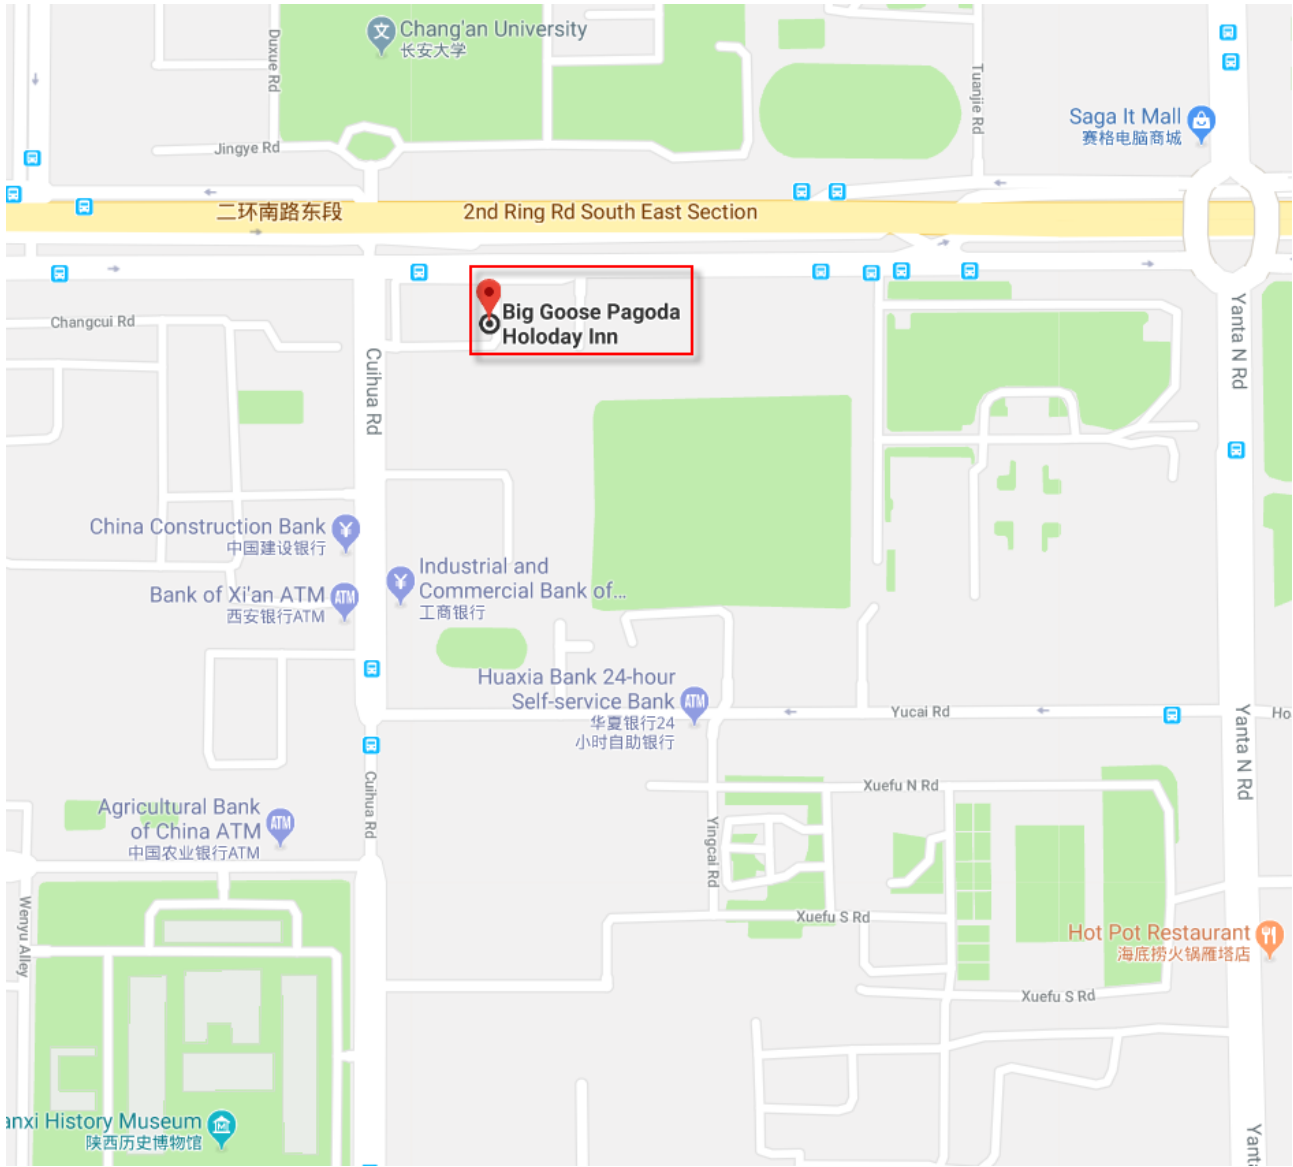 Chang'an University
长安大学
Duxue Rd
Tuanjie Rd
Saga It Mall
赛格电脑商城
Jingye Rd
二环南路东段
2nd Ring Rd South East Section
Big Goose Pagoda
Holoday Inn
Changcui Rd
Cuihua Rd
Yanta N Rd
China Construction Bank
中国建设银行
Industrial and
Commercial Bank of...
工商银行
Bank of Xi'an ATM
西安银行ATM
ATM
Huaxia Bank 24-hour
Self-service Bank
华夏银行24
小时自助银行
ATM
Yucai Rd
Yanta N Rd
Ho
Cuihua Rd
Xuefu N Rd
Agricultural Bank
of China ATM
中国农业银行ATM
ATM
Yingcai Rd
Wenyu Alley
Xuefu S Rd
Hot Pot Restaurant
海底捞火锅雁塔店
Xuefu S Rd
anxi History Museum
陕西历史博物馆
Yanta